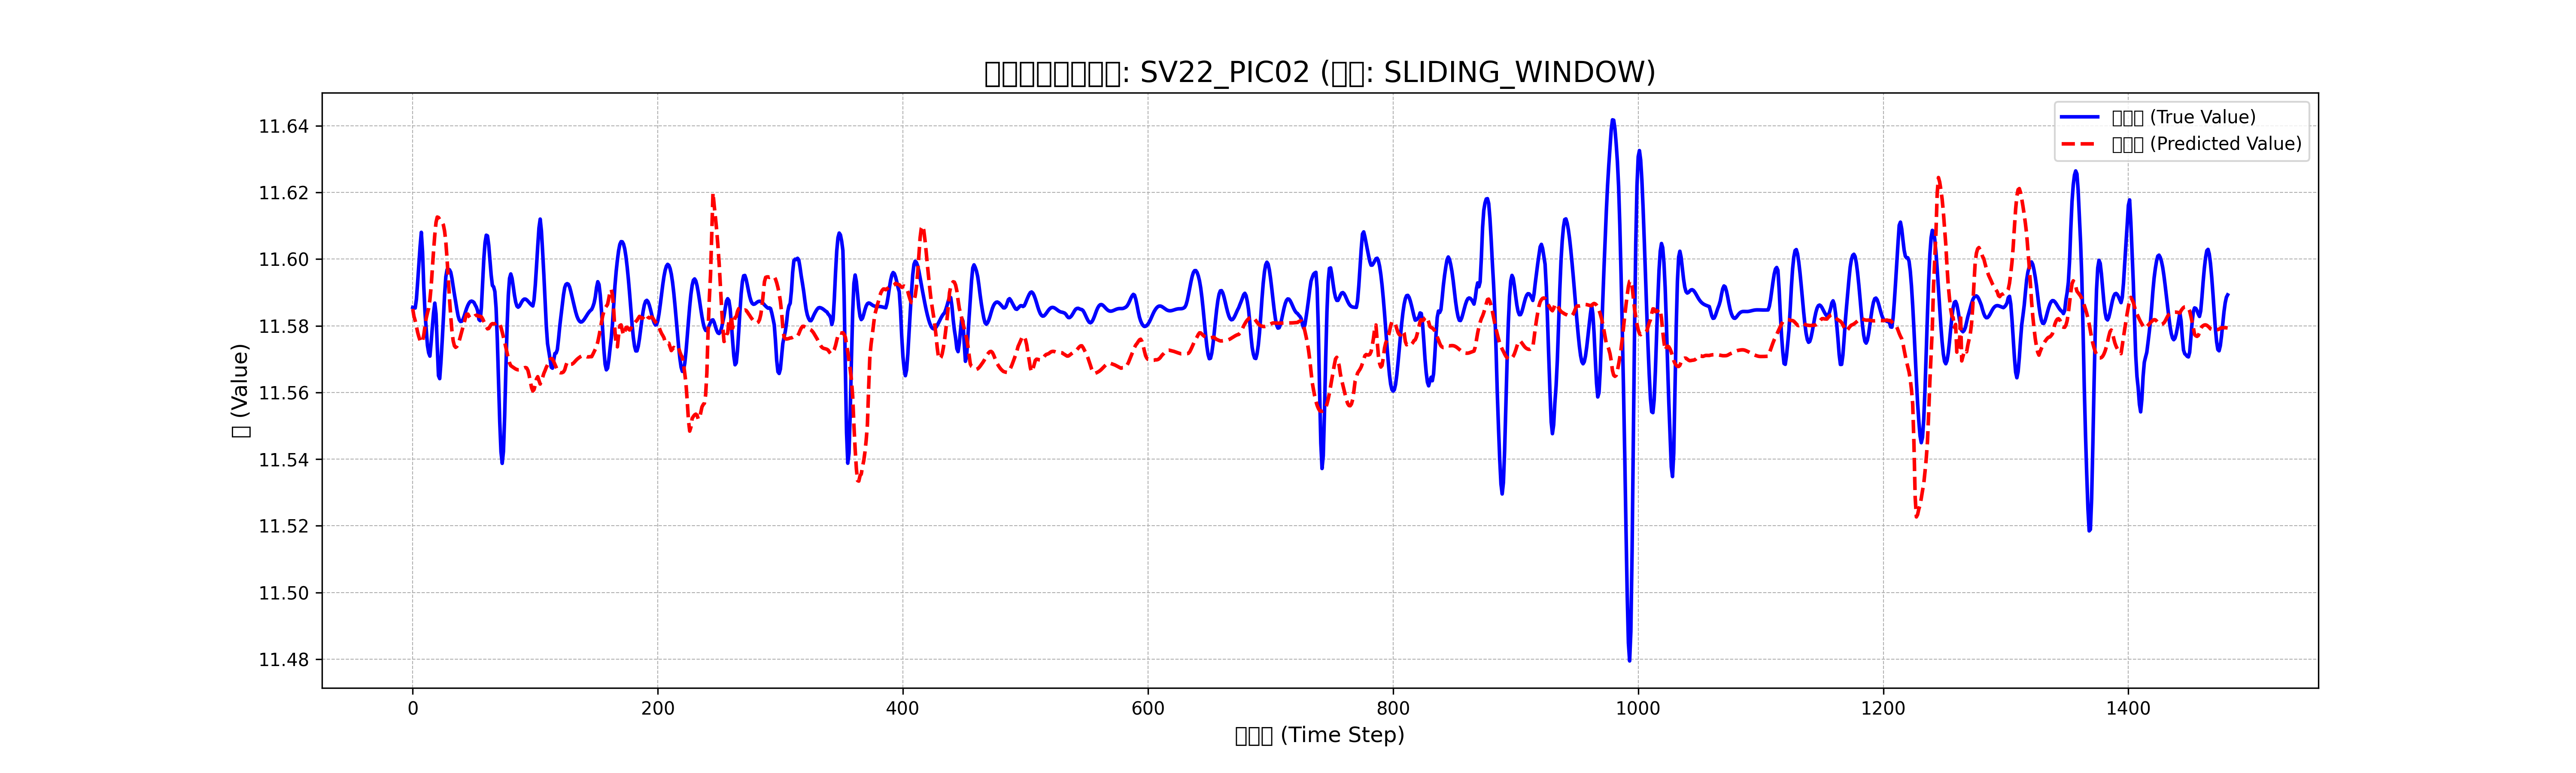 : SV22_PIC02 (: SLIDING_WINDOW)
(True Value)
(Predicted Value)
(Value)
11.64
11.62
11.60
11.58
11.56
11.54
11.52
11.50
11.48
0 200 400 600 800 1000 1200 1400
(Time Step)